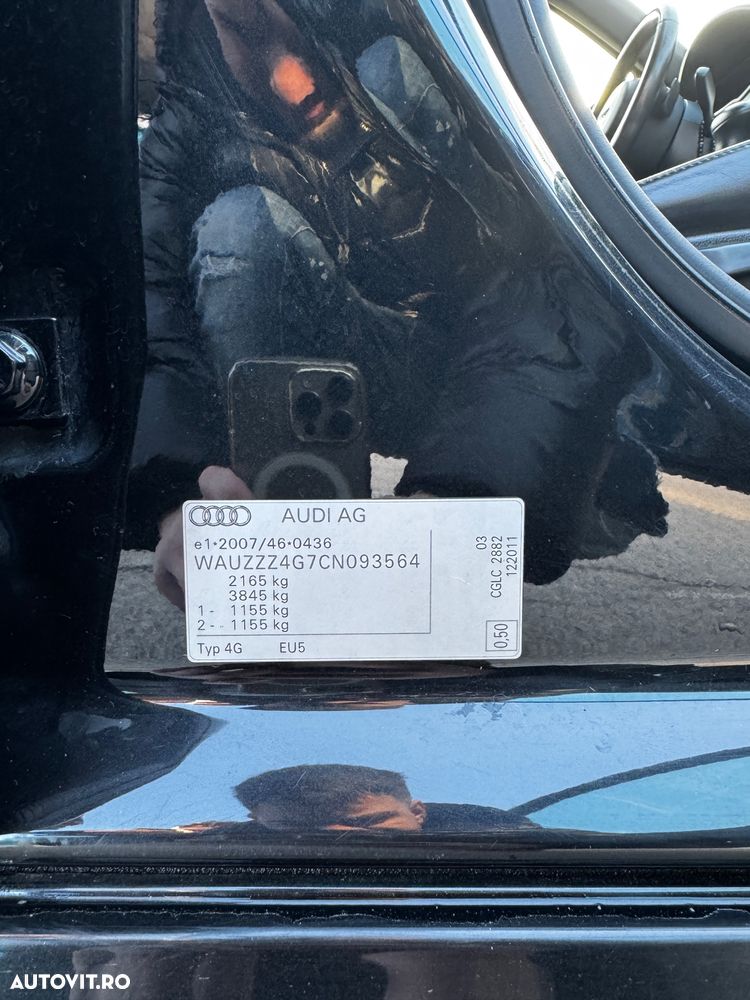 AUDI AG
e1*2007/46*0436
WAUZZZ4G7CN093564
2165 kg
3845 kg
1- 1155 kg
2- 1155 kg
Typ 4G EU5
03
CGLC 2882
122011
0,50
AUTOVIT.RO